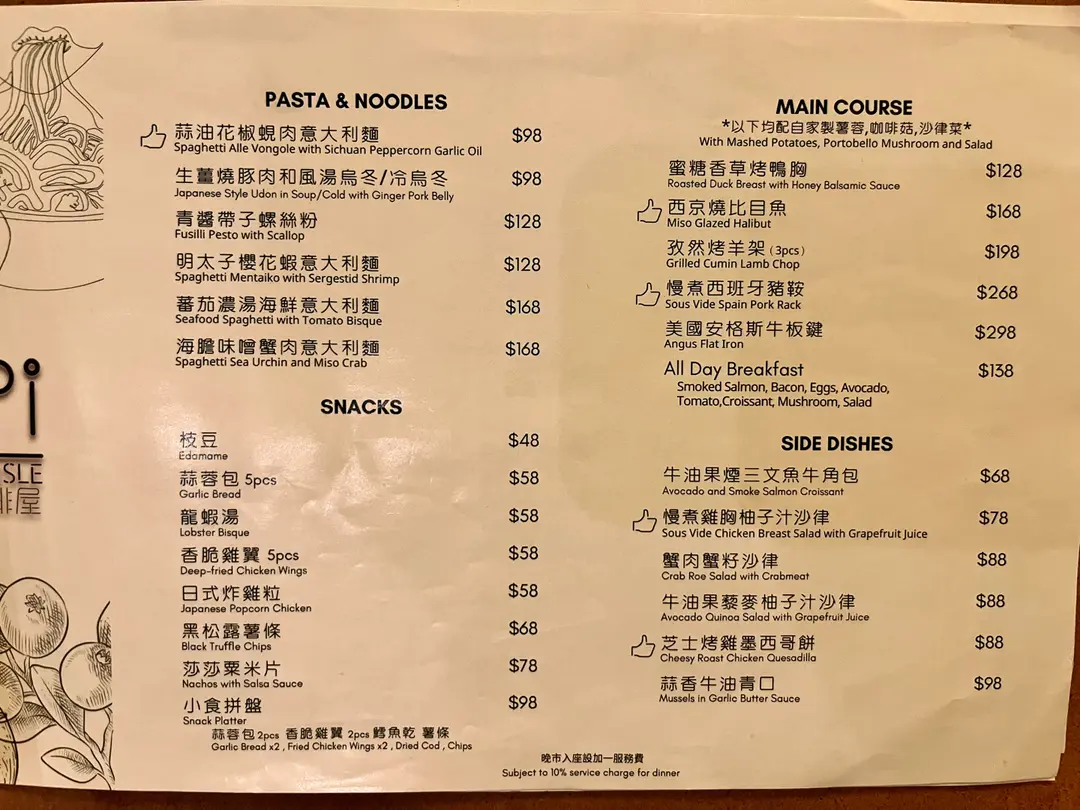 PASTA & NOODLES
蒜油花椒蜆肉意大利麵 $98
Spaghetti Alle Vongole with Sichuan Peppercorn Garlic Oil
生薑燒豚肉和風湯烏冬/冷烏冬 $98
Japanese Style Udon in Soup/Cold with Ginger Pork Belly
青醬帶子螺絲粉 $128
Fusilli Pesto with Scallop
明太子櫻花蝦意大利麵 $128
Spaghetti Mentaiko with Sergestid Shrimp
蕃茄濃湯海鮮意大利麵 $168
Seafood Spaghetti with Tomato Bisque
海膽味噌蟹肉意大利麵 $168
Spaghetti Sea Urchin and Miso Crab
SNACKS
枝豆 $48
Edamame
蒜蓉包 5pcs $58
Garlic Bread
龍蝦湯 $58
Lobster Bisque
香脆雞翼 5pcs $58
Deep-fried Chicken Wings
日式炸雞粒 $58
Japanese Popcorn Chicken
黑松露薯條 $68
Black Truffle Chips
莎莎粟米片 $78
Nachos with Salsa Sauce
小食拼盤 $98
Snack Platter
蒜蓉包 2pcs 香脆雞翼 2pcs 鱈魚乾 薯條
Garlic Bread x2 , Fried Chicken Wings x2 , Dried Cod , Chips
MAIN COURSE
*以下均配自家製薯蓉,咖啡菇,沙律菜*
With Mashed Potatoes, Portobello Mushroom and Salad
蜜糖香草烤鴨胸 $128
Roasted Duck Breast with Honey Balsamic Sauce
西京燒比目魚 $168
Miso Glazed Halibut
孜然烤羊架 (3pcs) $198
Grilled Cumin Lamb Chop
慢煮西班牙豬鞍 $268
Sous Vide Spain Pork Rack
美國安格斯牛板鍵 $298
Angus Flat Iron
All Day Breakfast $138
Smoked Salmon, Bacon, Eggs, Avocado,
Tomato,Croissant, Mushroom, Salad
SIDE DISHES
牛油果煙三文魚牛角包 $68
Avocado and Smoke Salmon Croissant
慢煮雞胸柚子汁沙律 $78
Sous Vide Chicken Breast Salad with Grapefruit Juice
蟹肉蟹籽沙律 $88
Crab Roe Salad with Crabmeat
牛油果藜麥柚子汁沙律 $88
Avocado Quinoa Salad with Grapefruit Juice
芝士烤雞墨西哥餅 $88
Cheesy Roast Chicken Quesadilla
蒜香牛油青口 $98
Mussels in Garlic Butter Sauce
晚市入座設加一服務費
Subject to 10% service charge for dinner